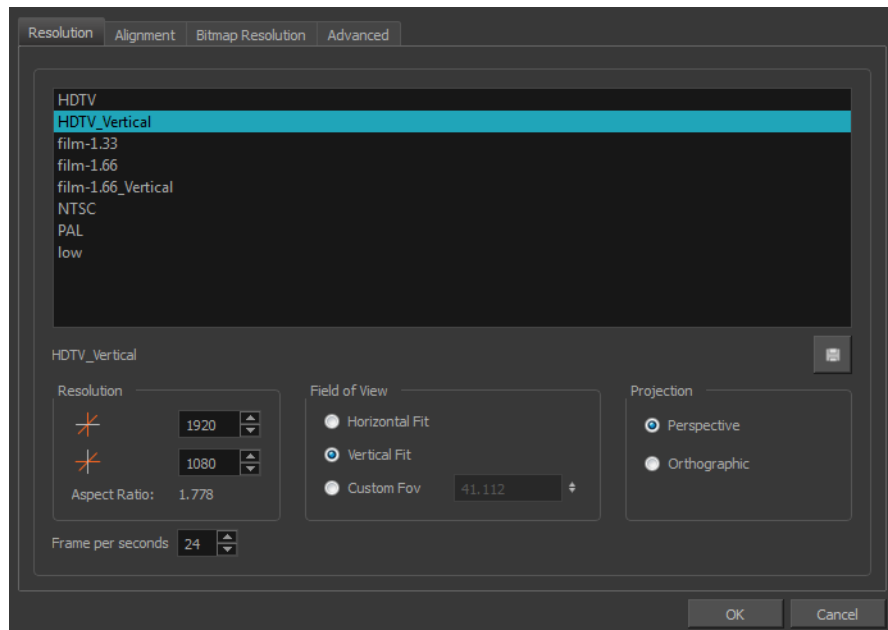 Resolution Alignment Bitmap Resolution Advanced
HDTV
HDTV_Vertical
film-1.33
film-1.66
film-1.66_Vertical
NTSC
PAL
low
HDTV_Vertical
Resolution
1920
1080
Aspect Ratio: 1.778
Field of View
Horizontal Fit
Vertical Fit
Custom Fov 41.112
Projection
Perspective
Orthographic
Frame per seconds 24
OK Cancel